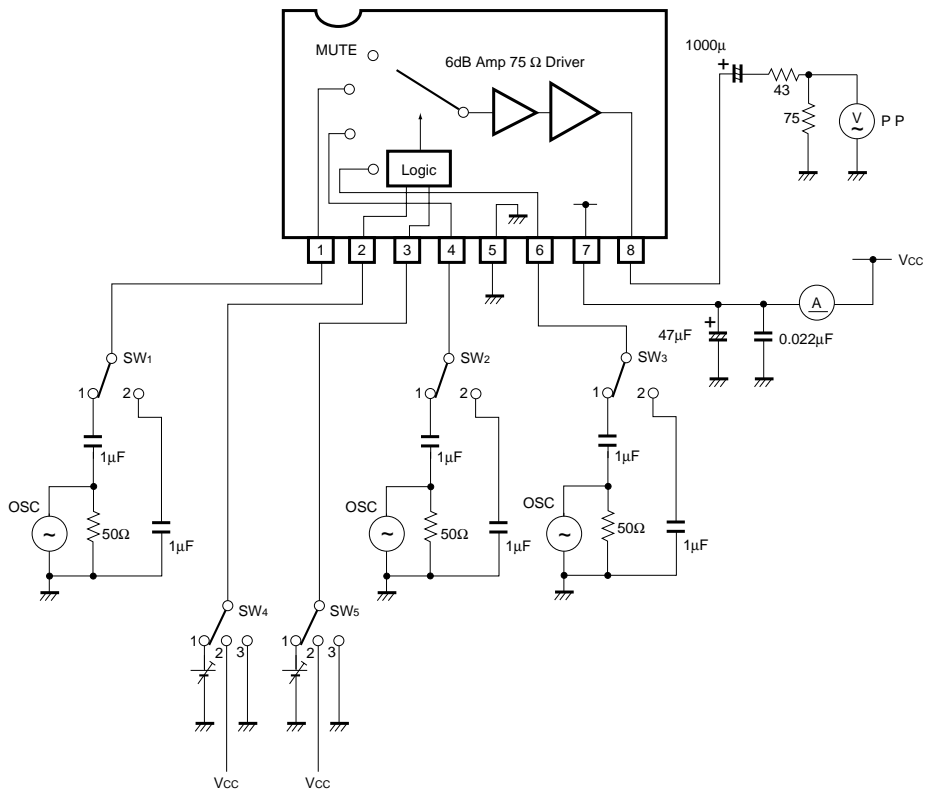 1000μ
+
MUTE
6dB Amp 75 Ω Driver
43
75
V
~
P P
Logic
1 2 3 4 5 6 7 8
VCC
A
+
47μF
0.022μF
SW1
SW2
SW3
1 2
1 2
1 2
1μF
1μF
1μF
OSC
OSC
OSC
~
50Ω
1μF
~
50Ω
1μF
~
50Ω
1μF
SW4
SW5
1 2 3
1 2 3
VCC
VCC